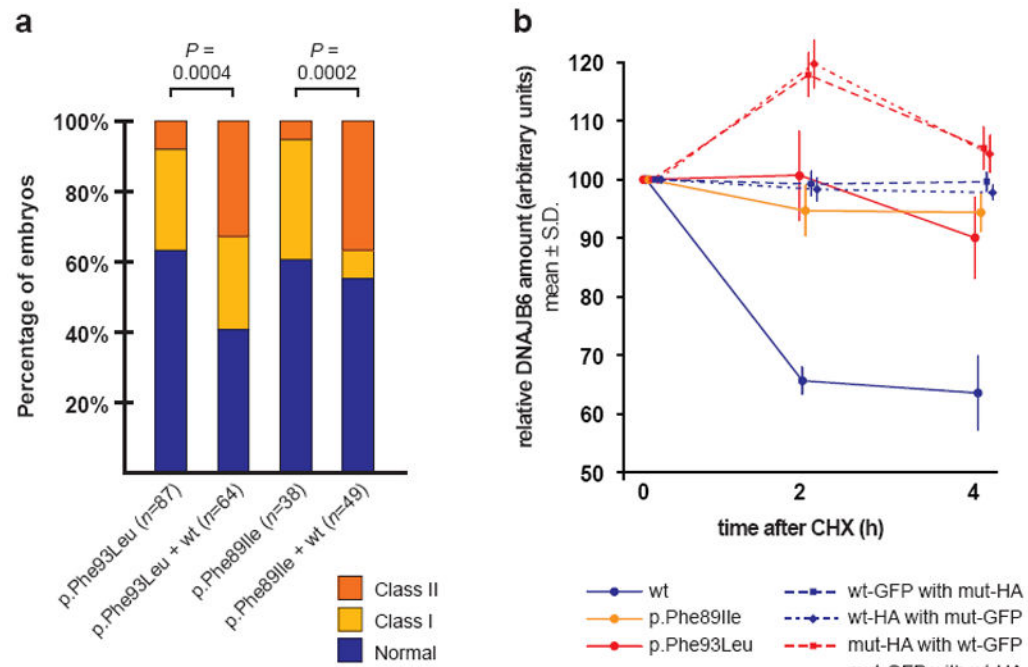 a
P =
0.0004
P =
0.0002
100%
80%
60%
40%
20%
Percentage of embryos
p.Phe93Leu (n=87)
p.Phe93Leu + wt (n=64)
p.Phe89Ile (n=38)
p.Phe89Ile + wt (n=49)
Class II
Class I
Normal
b
relative DNAJB6 amount (arbitrary units)
mean ± S.D.
120
110
100
90
80
70
60
50
0
2
4
time after CHX (h)
wt
p.Phe89Ile
p.Phe93Leu
wt-GFP with mut-HA
wt-HA with mut-GFP
mut-HA with wt-GFP